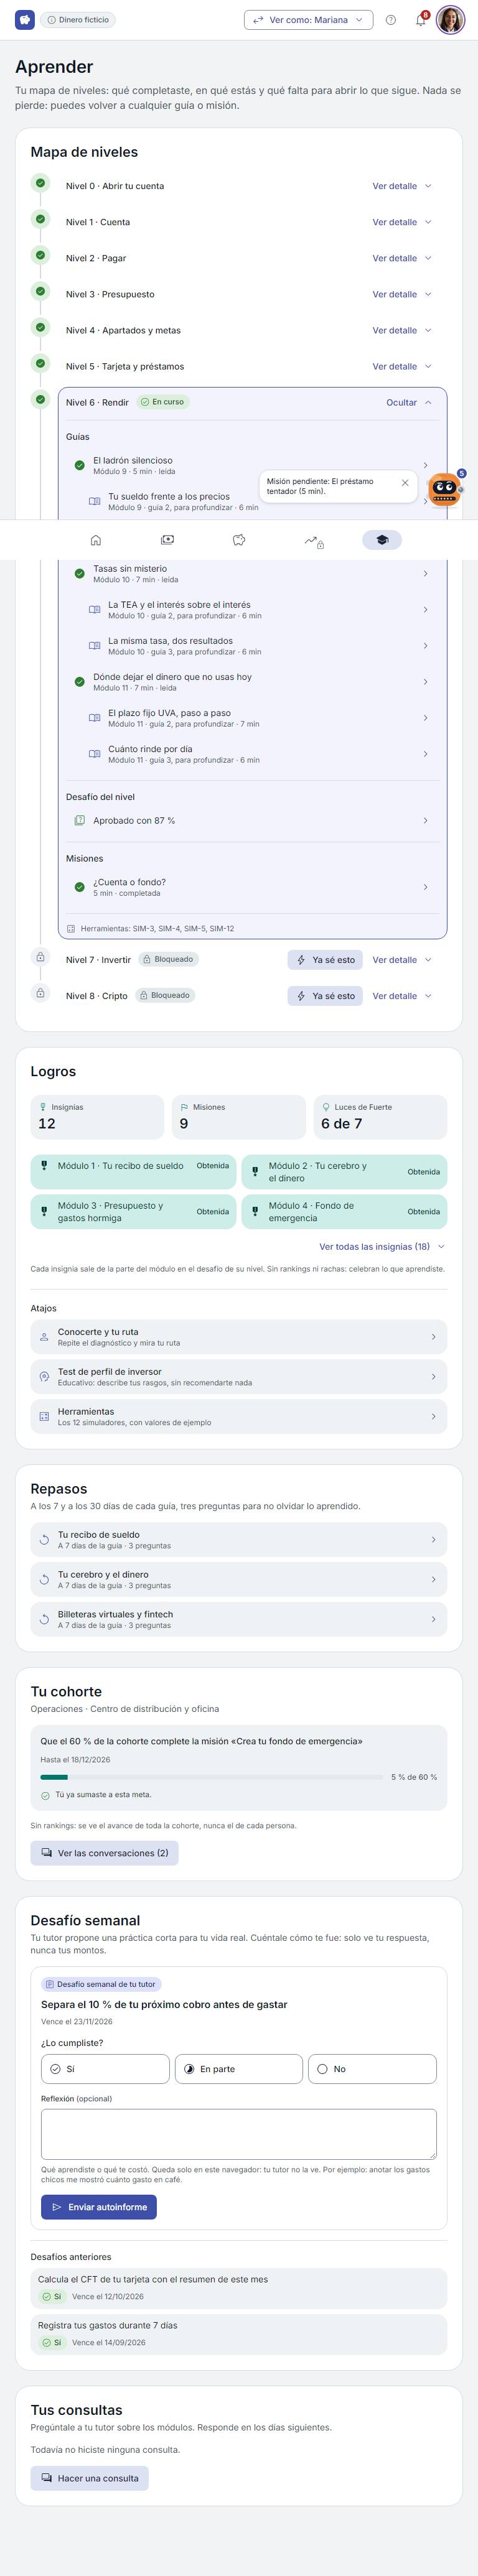 Dinero ficticio
Ver como: Mariana
8
Aprender
Tu mapa de niveles: qué completaste, en qué estás y qué falta para abrir lo que sigue. Nada se
pierde: puedes volver a cualquier guía o misión.
Mapa de niveles
Nivel 0 · Abrir tu cuenta
Ver detalle
Nivel 1 · Cuenta
Ver detalle
Nivel 2 · Pagar
Ver detalle
Nivel 3 · Presupuesto
Ver detalle
Nivel 4 · Apartados y metas
Ver detalle
Nivel 5 · Tarjeta y préstamos
Ver detalle
Nivel 6 · Rendir
En curso
Ocultar
Guías
El ladrón silencioso
Módulo 9 · 5 min · leída
Misión pendiente: El préstamo
tentador (5 min).
5
Tu sueldo frente a los precios
Módulo 9 · guía 2, para profundizar · 6 min
Tasas sin misterio
Módulo 10 · 7 min · leída
La TEA y el interés sobre el interés
Módulo 10 · guía 2, para profundizar · 6 min
La misma tasa, dos resultados
Módulo 10 · guía 3, para profundizar · 6 min
Dónde dejar el dinero que no usas hoy
Módulo 11 · 7 min · leída
El plazo fijo UVA, paso a paso
Módulo 11 · guía 2, para profundizar · 7 min
Cuánto rinde por día
Módulo 11 · guía 3, para profundizar · 6 min
Desafío del nivel
Aprobado con 87 %
Misiones
¿Cuenta o fondo?
5 min · completada
Herramientas: SIM-3, SIM-4, SIM-5, SIM-12
Nivel 7 · Invertir
Bloqueado
Ya sé esto
Ver detalle
Nivel 8 · Cripto
Bloqueado
Ya sé esto
Ver detalle
Logros
Insignias
12
Misiones
9
Luces de Fuerte
6 de 7
Módulo 1 · Tu recibo de sueldo
Obtenida
Módulo 2 · Tu cerebro y
el dinero
Obtenida
Módulo 3 · Presupuesto y
gastos hormiga
Obtenida
Módulo 4 · Fondo de
emergencia
Obtenida
Ver todas las insignias (18)
Cada insignia sale de la parte del módulo en el desafío de su nivel. Sin rankings ni rachas: celebran lo que aprendiste.
Atajos
Conocerte y tu ruta
Repite el diagnóstico y mira tu ruta
Test de perfil de inversor
Educativo: describe tus rasgos, sin recomendarte nada
Herramientas
Los 12 simuladores, con valores de ejemplo
Repasos
A los 7 y a los 30 días de cada guía, tres preguntas para no olvidar lo aprendido.
Tu recibo de sueldo
A 7 días de la guía · 3 preguntas
Tu cerebro y el dinero
A 7 días de la guía · 3 preguntas
Billeteras virtuales y fintech
A 7 días de la guía · 3 preguntas
Tu cohorte
Operaciones · Centro de distribución y oficina
Que el 60 % de la cohorte complete la misión «Crea tu fondo de emergencia»
Hasta el 18/12/2026
5 % de 60 %
Tú ya sumaste a esta meta.
Sin rankings: se ve el avance de toda la cohorte, nunca el de cada persona.
Ver las conversaciones (2)
Desafío semanal
Tu tutor propone una práctica corta para tu vida real. Cuéntale cómo te fue: solo ve tu respuesta,
nunca tus montos.
Desafío semanal de tu tutor
Separa el 10 % de tu próximo cobro antes de gastar
Vence el 23/11/2026
¿Lo cumpliste?
Sí
En parte
No
Reflexión (opcional)
Qué aprendiste o qué te costó. Queda solo en este navegador: tu tutor no la ve. Por ejemplo: anotar los gastos
chicos me mostró cuánto gasto en café.
Enviar autoinforme
Desafíos anteriores
Calcula el CFT de tu tarjeta con el resumen de este mes
Sí
Vence el 12/10/2026
Registra tus gastos durante 7 días
Sí
Vence el 14/09/2026
Tus consultas
Pregúntale a tu tutor sobre los módulos. Responde en los días siguientes.
Todavía no hiciste ninguna consulta.
Hacer una consulta